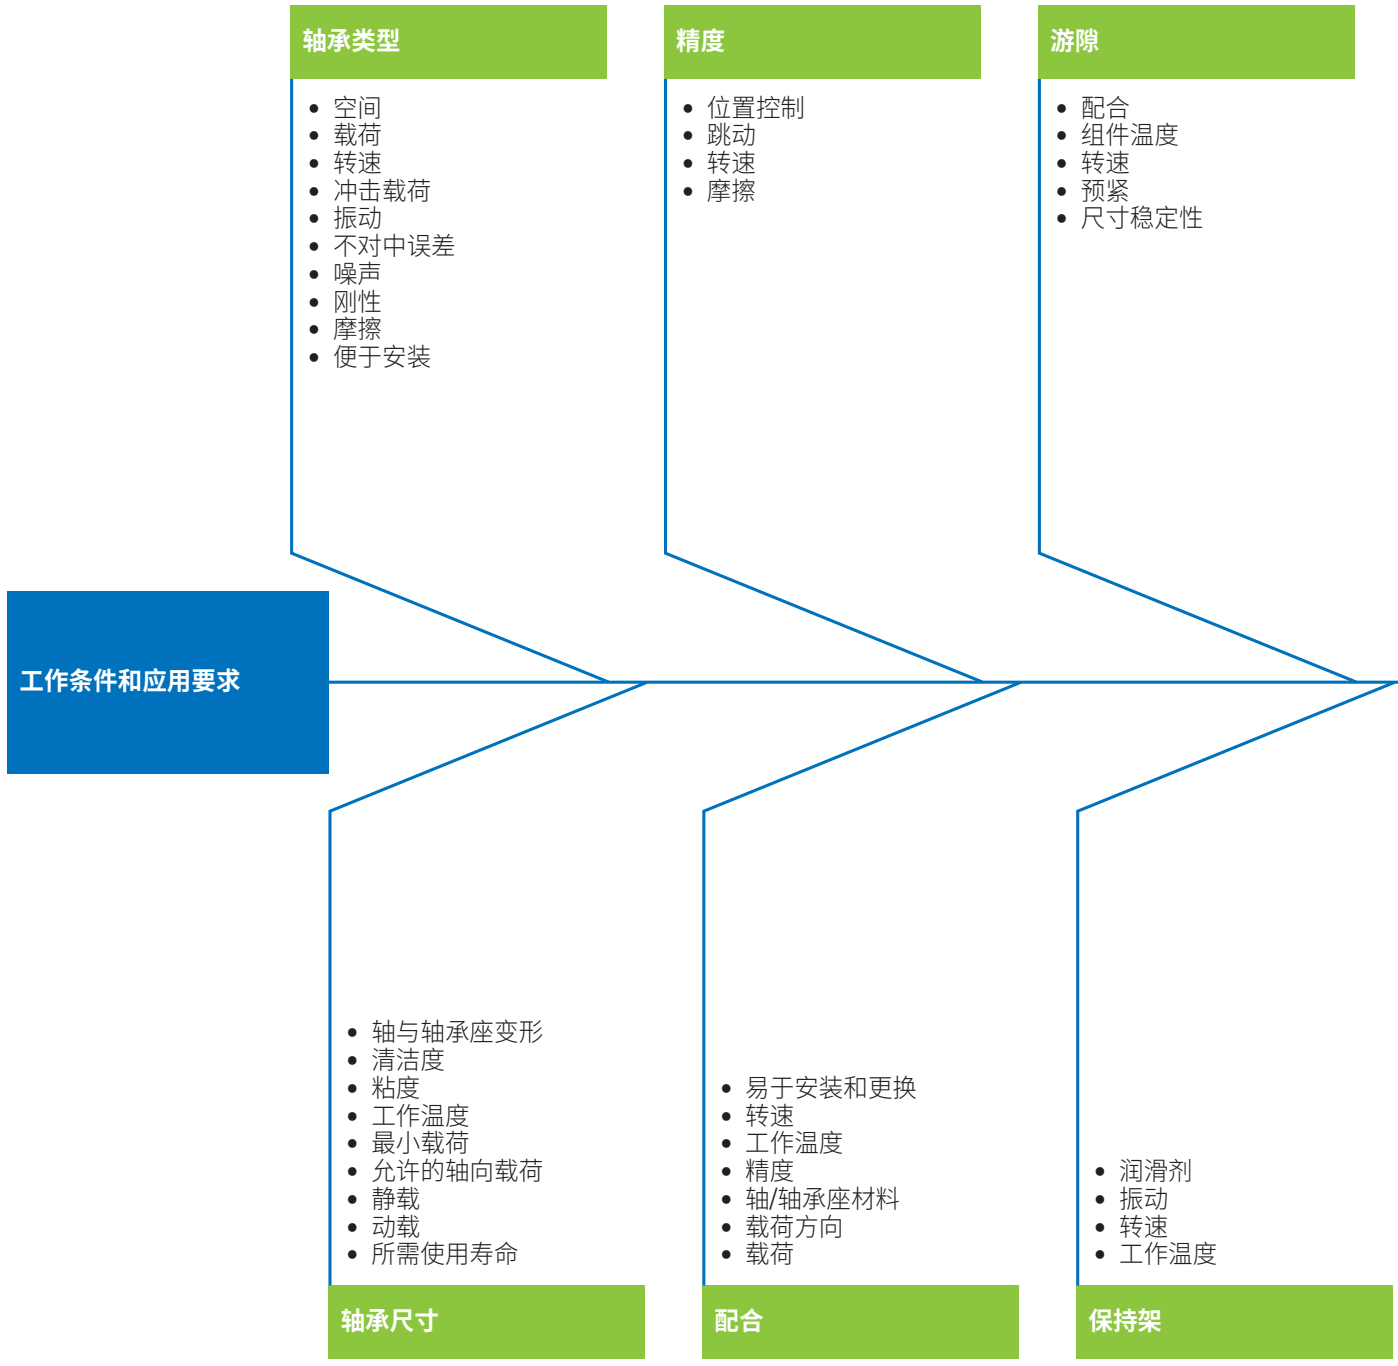 轴承类型
• 空间
• 载荷
• 转速
• 冲击载荷
• 振动
• 不对中误差
• 噪声
• 刚性
• 摩擦
• 便于安装
精度
• 位置控制
• 跳动
• 转速
• 摩擦
游隙
• 配合
• 组件温度
• 转速
• 预紧
• 尺寸稳定性
工作条件和应用要求
• 轴与轴承座变形
• 清洁度
• 粘度
• 工作温度
• 最小载荷
• 允许的轴向载荷
• 静载
• 动载
• 所需使用寿命
轴承尺寸
• 易于安装和更换
• 转速
• 工作温度
• 精度
• 轴/轴承座材料
• 载荷方向
• 载荷
配合
• 润滑剂
• 振动
• 转速
• 工作温度
保持架